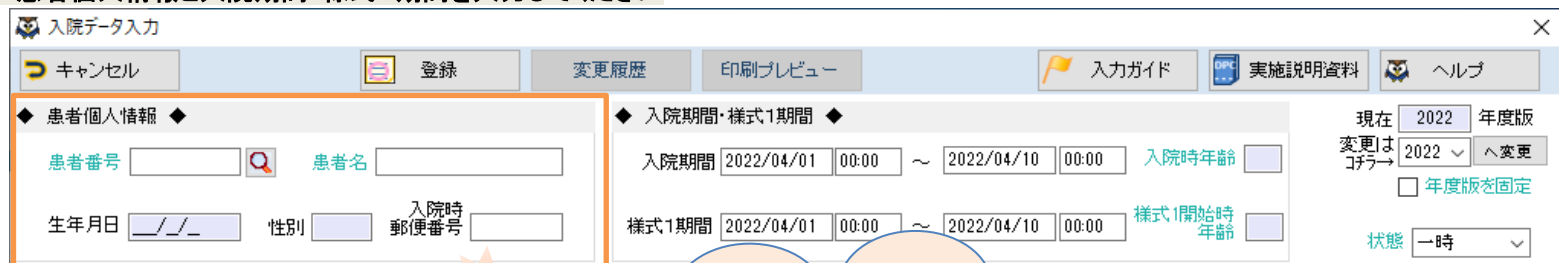 入院データ入力
キャンセル 登録 変更履歴 印刷プレビュー 入力ガイド DPC 実施説明資料 ヘルプ
◆ 患者個人情報 ◆ ◆ 入院期間・様式1期間 ◆ 現在 2022 年度版
患者番号 患者名 入院期間 2022/04/01 00:00 ～ 2022/04/10 00:00 入院時年齢 変更はコチラ→ 2022 へ変更
年度版を固定
生年月日 __/_/_ 性別 入院時郵便番号 様式1期間 2022/04/01 00:00 ～ 2022/04/10 00:00 様式1開始時年齢
状態 一時